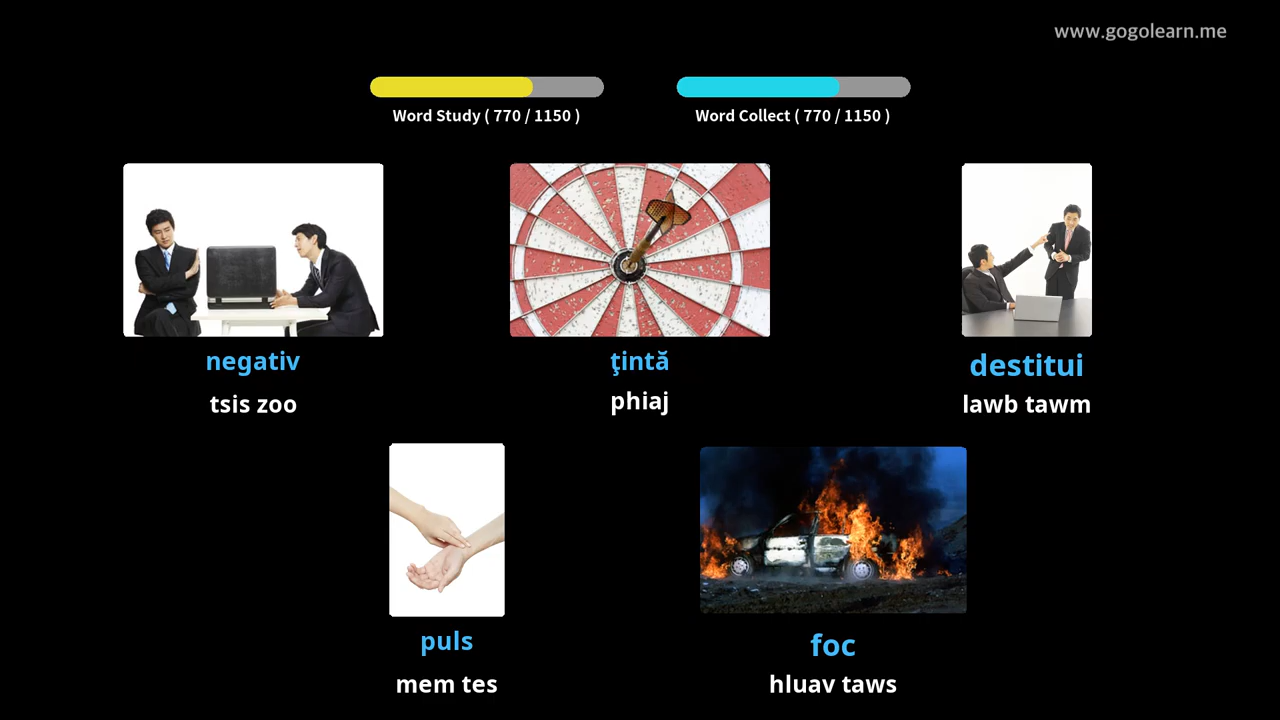 www.gogolearn.me
Word Study ( 770 / 1150 )
Word Collect ( 770 / 1150 )
negativ
ţintă
destitui
tsis zoo
phiaj
lawb tawm
puls
foc
mem tes
hluav taws